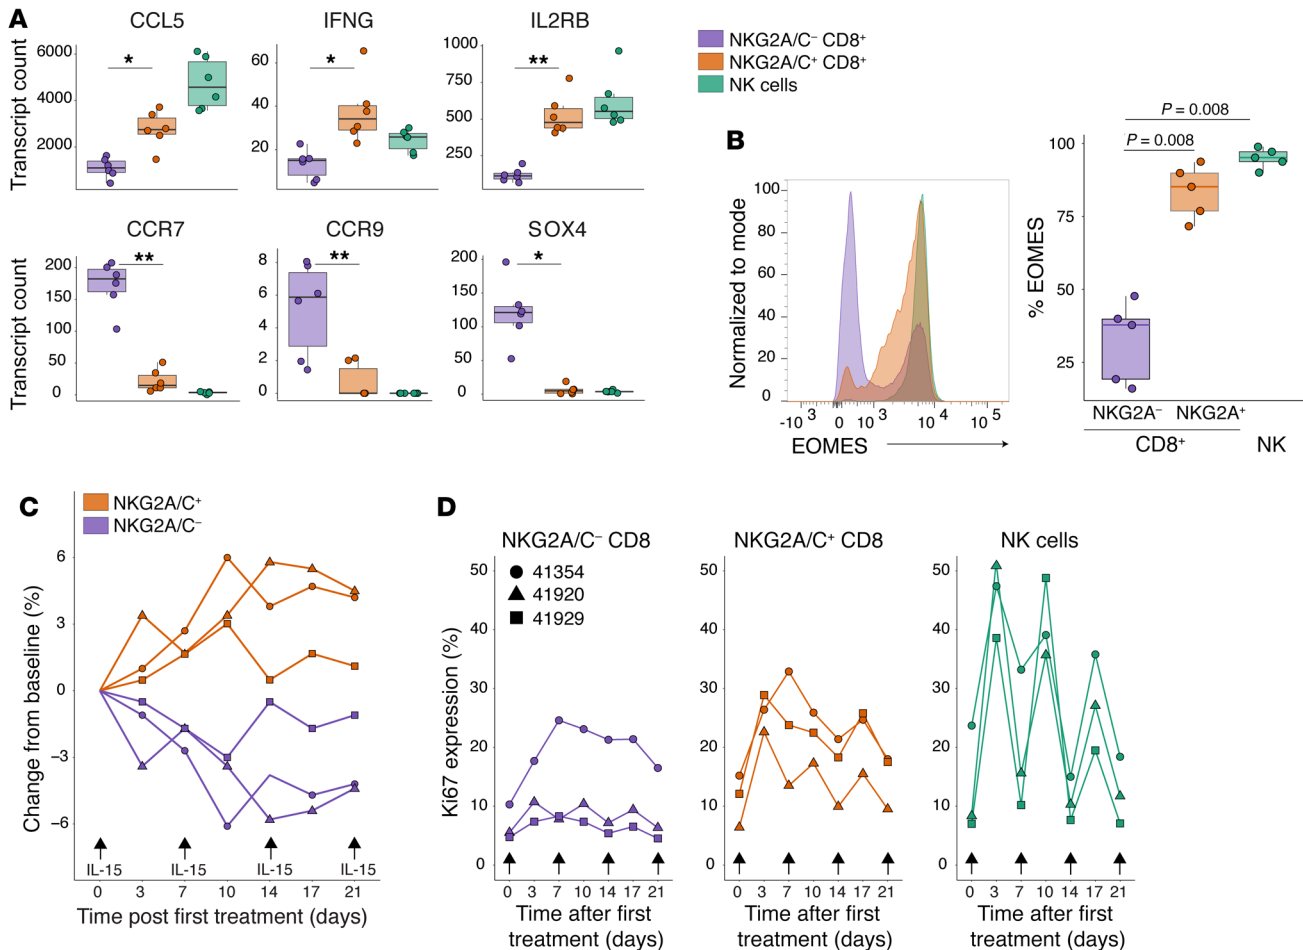 A
CCL5
IFNG
IL2RB
Transcript count
6000
4000
2000
*
60
40
20
*
1000
750
500
250
**
NKG2A/C⁻ CD8⁺
NKG2A/C⁺ CD8⁺
NK cells
CCR7
CCR9
SOX4
Transcript count
200
150
100
50
0
**
8
6
4
2
0
**
200
150
100
50
0
*
B
Normalized to mode
100
80
60
40
20
0
-10³ 0 10³ 10⁴ 10⁵
EOMES
P = 0.008
P = 0.008
% EOMES
100
75
50
25
NKG2A⁻ NKG2A⁺
CD8⁺ NK
C
NKG2A/C⁺
NKG2A/C⁻
Change from baseline (%)
6
3
0
−3
−6
IL-15 IL-15 IL-15 IL-15
0 3 7 10 14 17 21
Time post first treatment (days)
D
NKG2A/C⁻ CD8
NKG2A/C⁺ CD8
NK cells
41354
41920
41929
Ki67 expression (%)
50
40
30
20
10
0
0 3 7 10 14 17 21
Time after first
treatment (days)
50
40
30
20
10
0
0 3 7 10 14 17 21
Time after first
treatment (days)
50
40
30
20
10
0
0 3 7 10 14 17 21
Time after first
treatment (days)